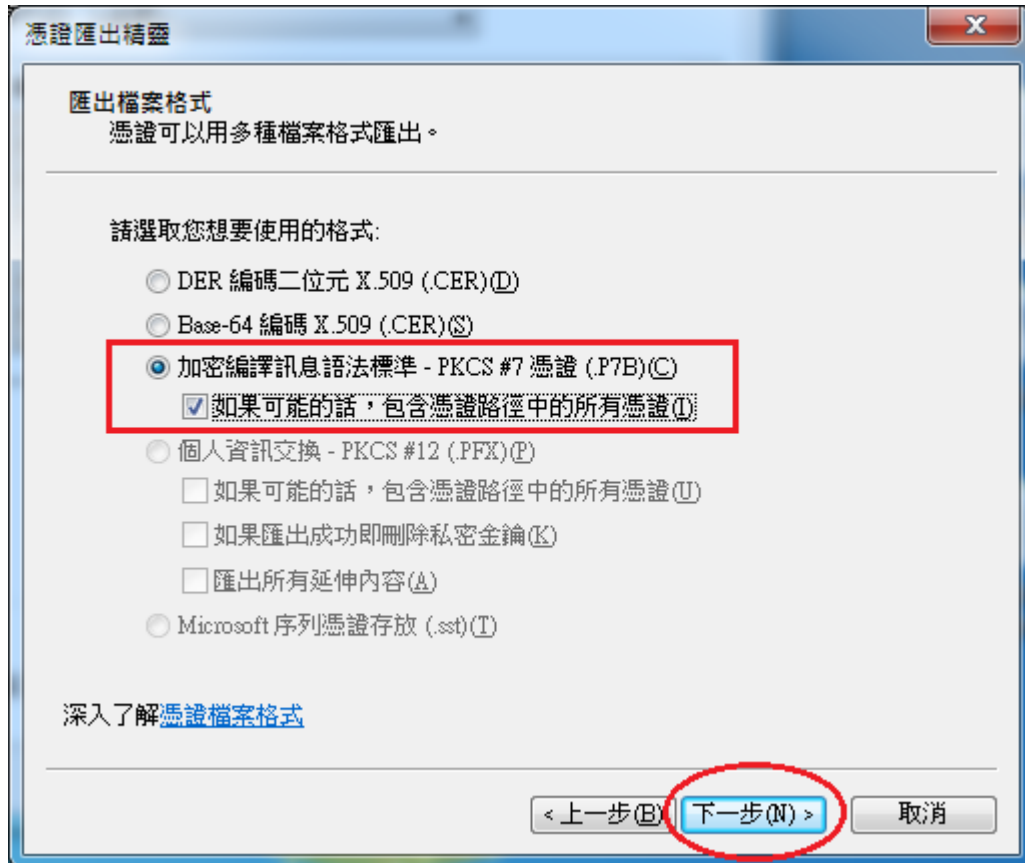 憑證匯出精靈
匯出檔案格式
憑證可以用多種檔案格式匯出。
請選取您想要使用的格式:
DER 編碼二位元 X.509 (.CER)(D)
Base-64 編碼 X.509 (.CER)(S)
加密編譯訊息語法標準 - PKCS #7 憑證 (.P7B)(C)
如果可能的話，包含憑證路徑中的所有憑證(I)
個人資訊交換 - PKCS #12 (.PFX)(P)
如果可能的話，包含憑證路徑中的所有憑證(U)
如果匯出成功即刪除私密金鑰(K)
匯出所有延伸內容(A)
Microsoft 序列憑證存放 (.sst)(T)
深入了解憑證檔案格式
< 上一步(B) 下一步(N) > 取消